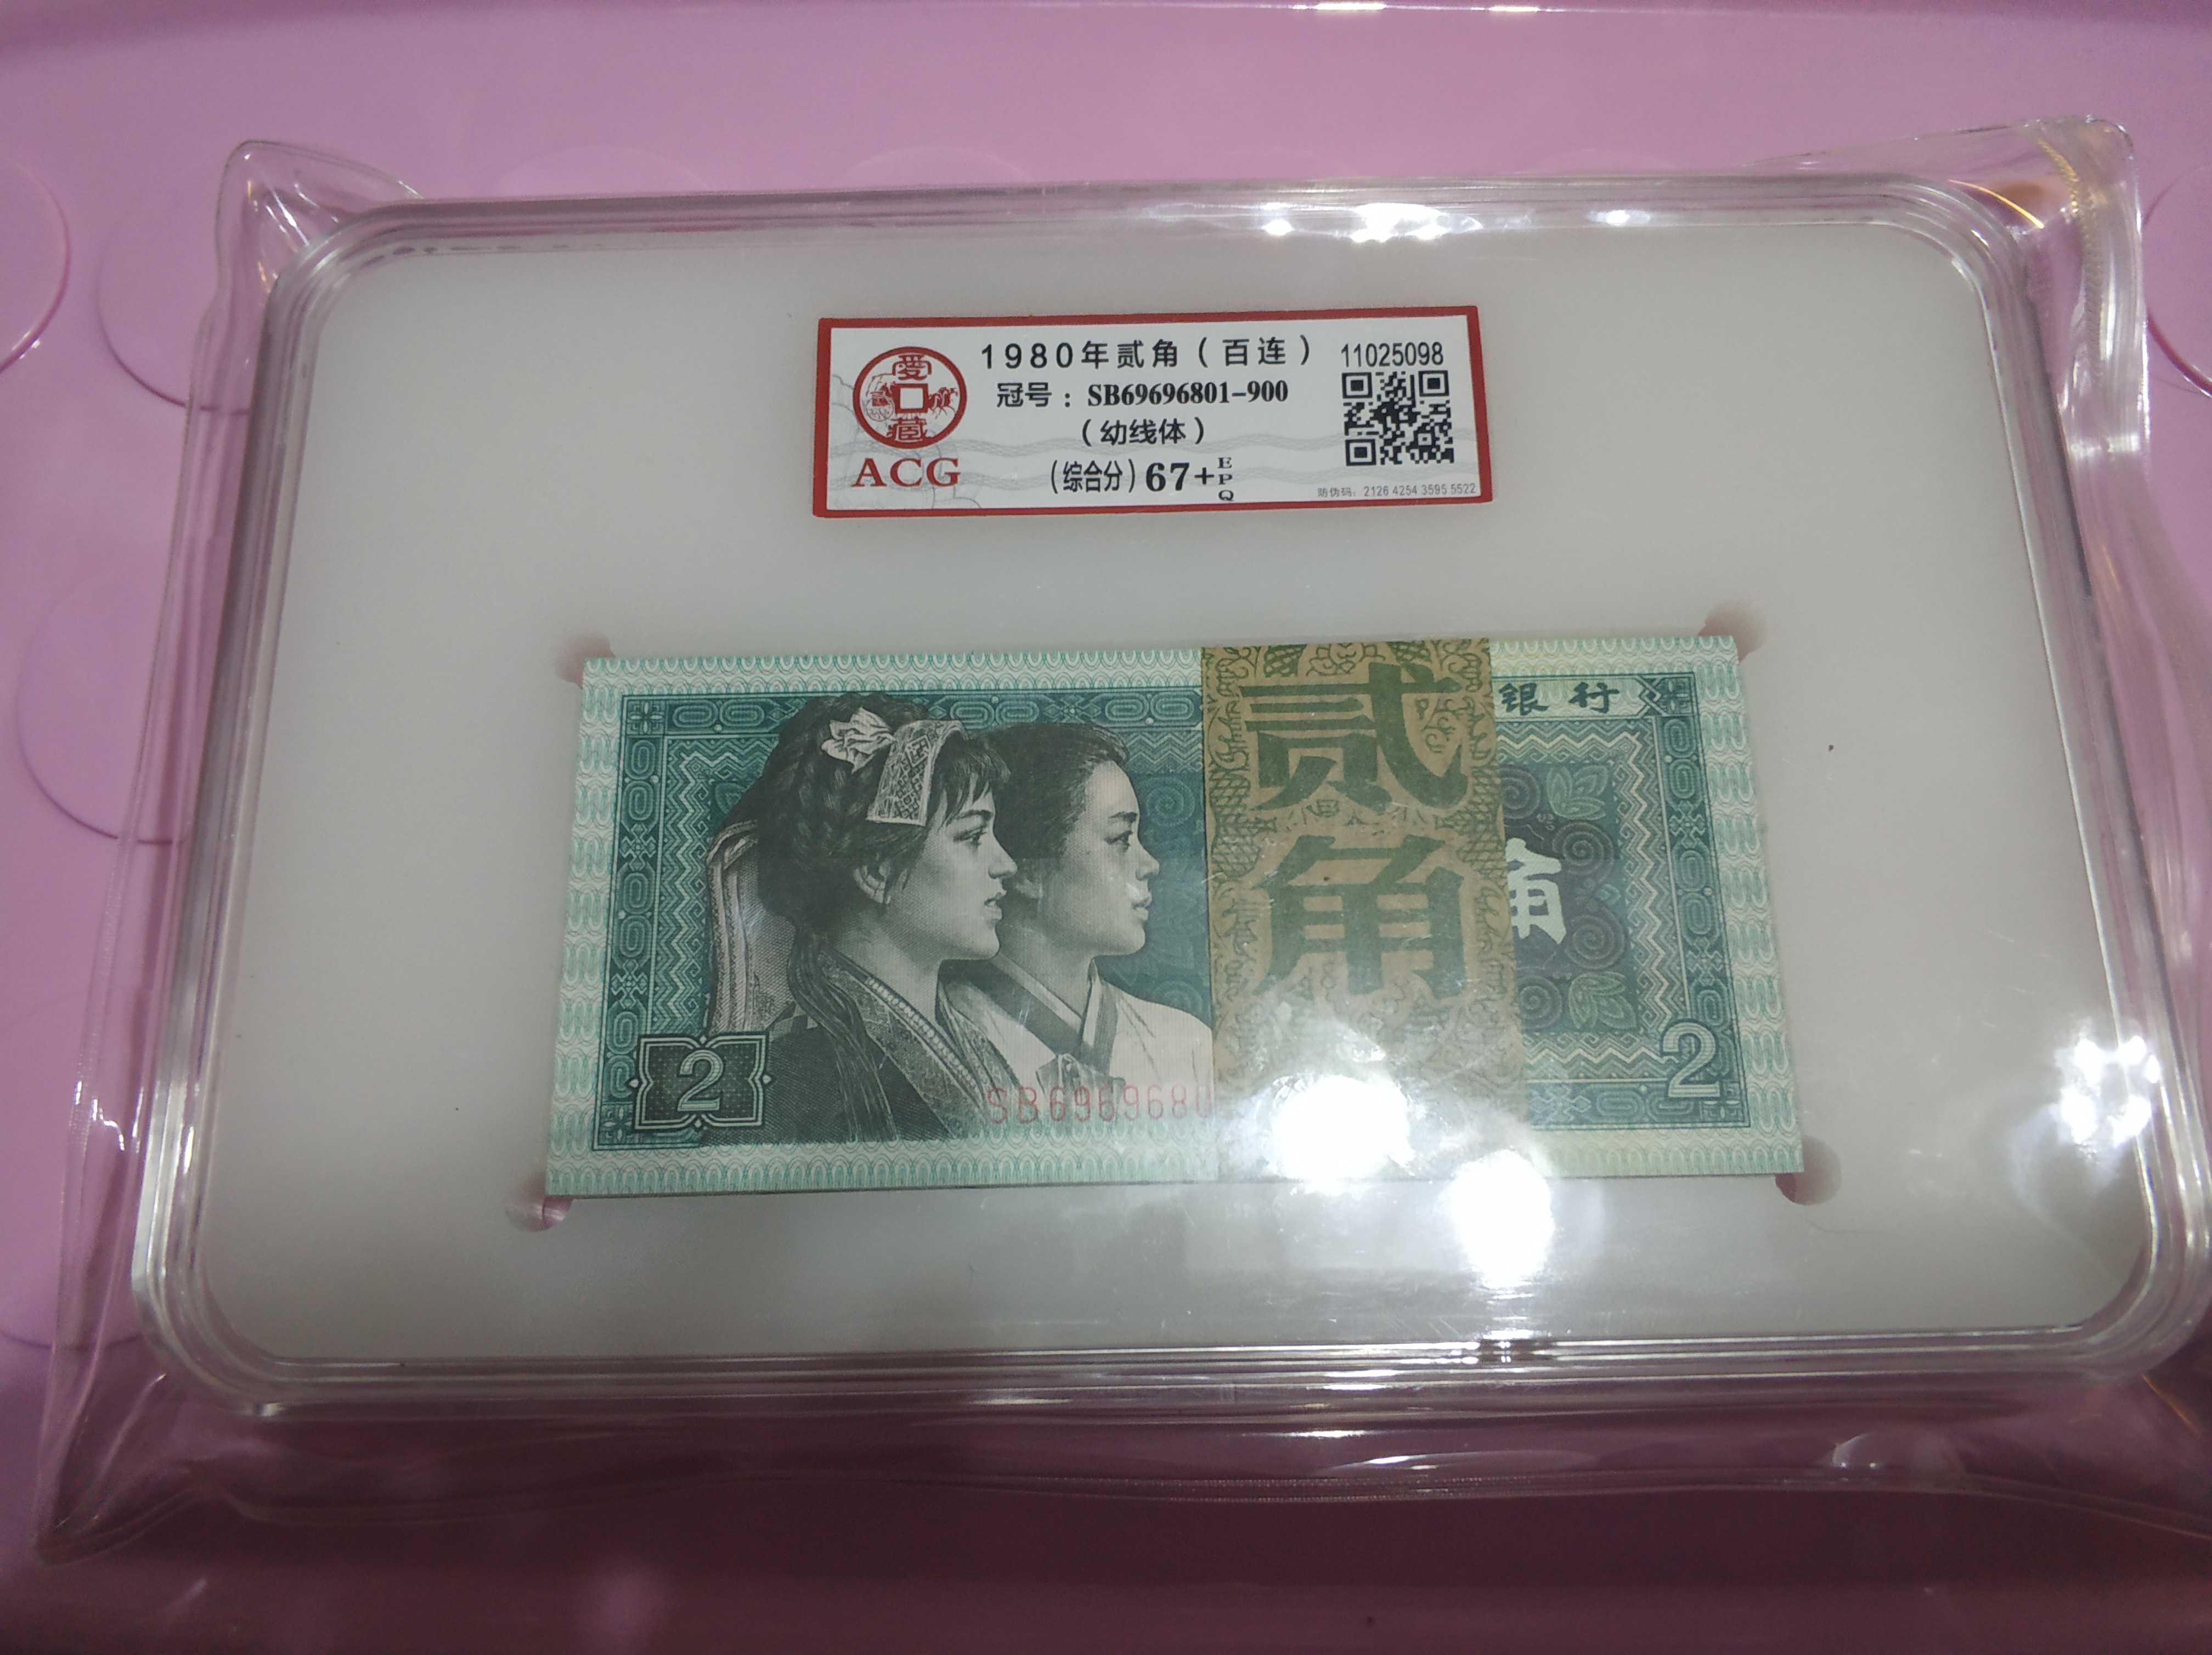 爱
藏
ACG
1980年贰角（百连）
冠号：SB69696801-900
（幼线体）
(综合分) 67+EPQ
11025098
防伪码：2126 4254 3595 5522
银行
贰
角
角
2
2
SB6969680